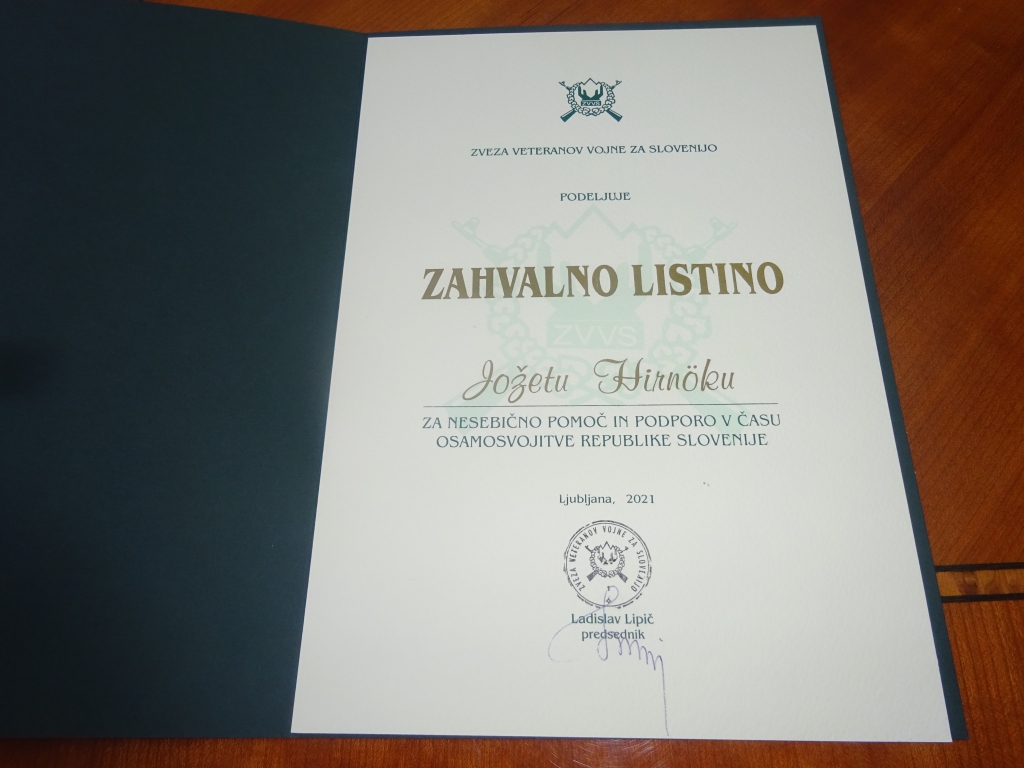 ZVVS
ZVEZA VETERANOV VOJNE ZA SLOVENIJO
PODELJUJE
ZAHVALNO LISTINO
ZVVS
Jožetu Hirnöku
ZA NESEBIČNO POMOČ IN PODPORO V ČASU
OSAMOSVOJITVE REPUBLIKE SLOVENIJE
Ljubljana, 2021
ZVEZA VETERANOV VOJNE ZA SLOVENIJO
Ladislav Lipič
predsednik